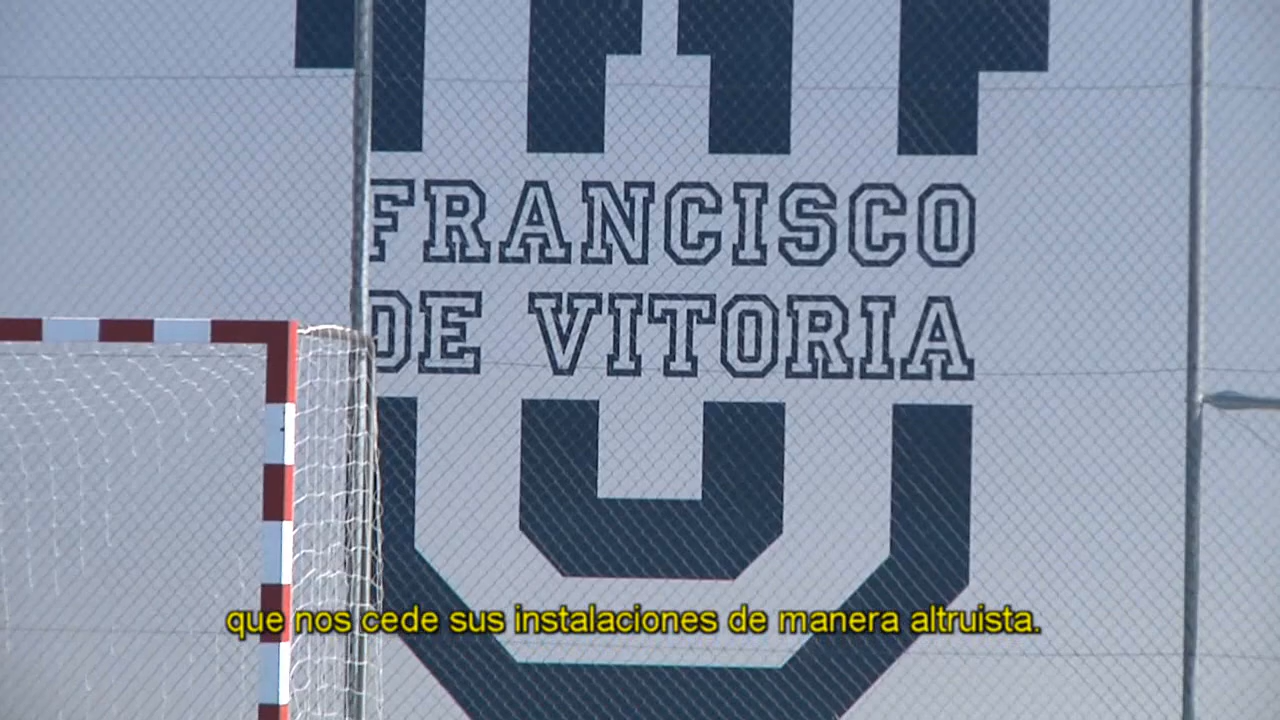 FRANCISCO
DE VITORIA
que nos cede sus instalaciones de manera altruista.